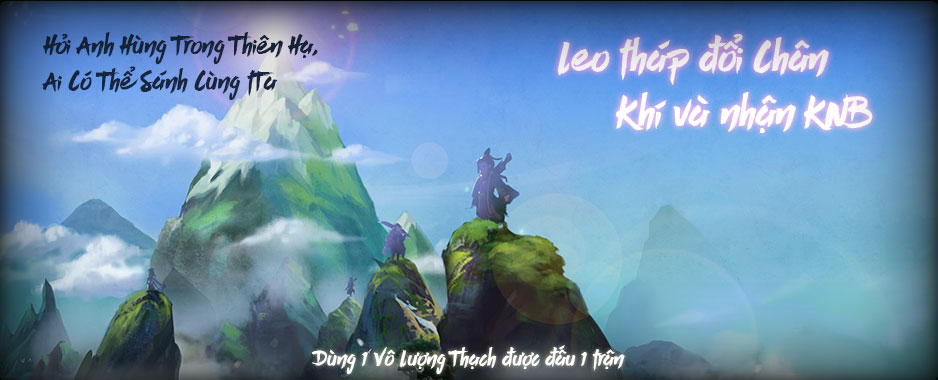 Hỏi Anh Hùng Trong Thiên Hạ,
Ai Có Thể Sánh Cùng Ta
Leo tháp đổi Chân
Khí và nhận KNB
Dùng 1 Vô Lượng Thạch được đấu 1 trận